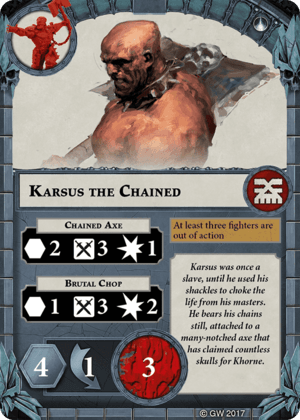 KARSUS THE CHAINED
CHAINED AXE
2 3 1
At least three fighters are
out of action
BRUTAL CHOP
1 3 2
Karsus was once a
slave, until he used his
shackles to choke the
life from his masters.
He bears his chains
still, attached to a
many-notched axe that
has claimed countless
skulls for Khorne.
4 1 3
© GW 2017